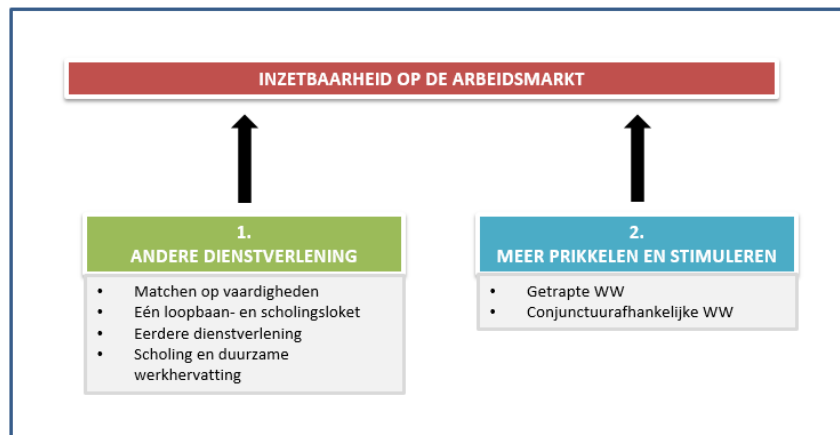 INZETBAARHEID OP DE ARBEIDSMARKT
1.
ANDERE DIENSTVERLENING
• Matchen op vaardigheden
• Eén loopbaan- en scholingsloket
• Eerdere dienstverlening
• Scholing en duurzame
werkhervatting
2.
MEER PRIKKELEN EN STIMULEREN
• Getrapte WW
• Conjunctuurafhankelijke WW